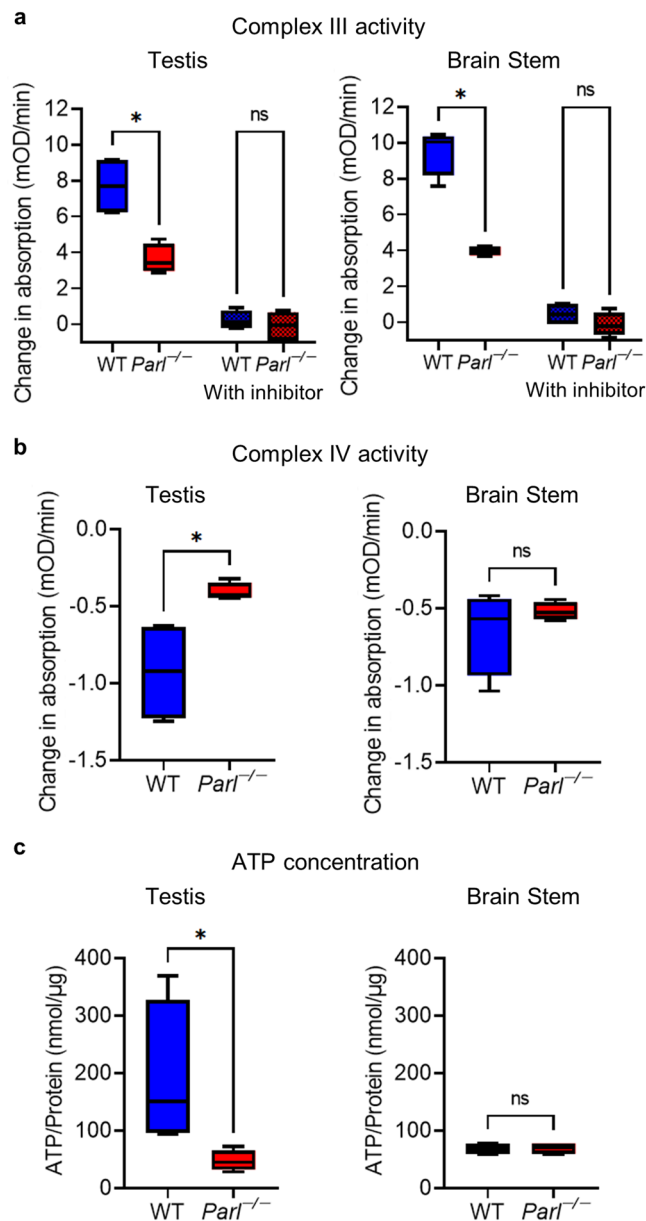 a
Complex III activity
Testis
Brain Stem
Change in absorption (mOD/min)
12
10
8
6
4
2
0
*
ns
WT Parl−/−
WT Parl−/−
With inhibitor
Change in absorption (mOD/min)
12
10
8
6
4
2
0
*
ns
WT Parl−/−
WT Parl−/−
With inhibitor
b
Complex IV activity
Testis
Brain Stem
Change in absorption (mOD/min)
0.0
-0.5
-1.0
-1.5
*
WT Parl−/−
Change in absorption (mOD/min)
0.0
-0.5
-1.0
-1.5
ns
WT Parl−/−
c
ATP concentration
Testis
Brain Stem
ATP/Protein (nmol/µg)
400
300
200
100
0
*
WT Parl−/−
ATP/Protein (nmol/µg)
400
300
200
100
0
ns
WT Parl−/−